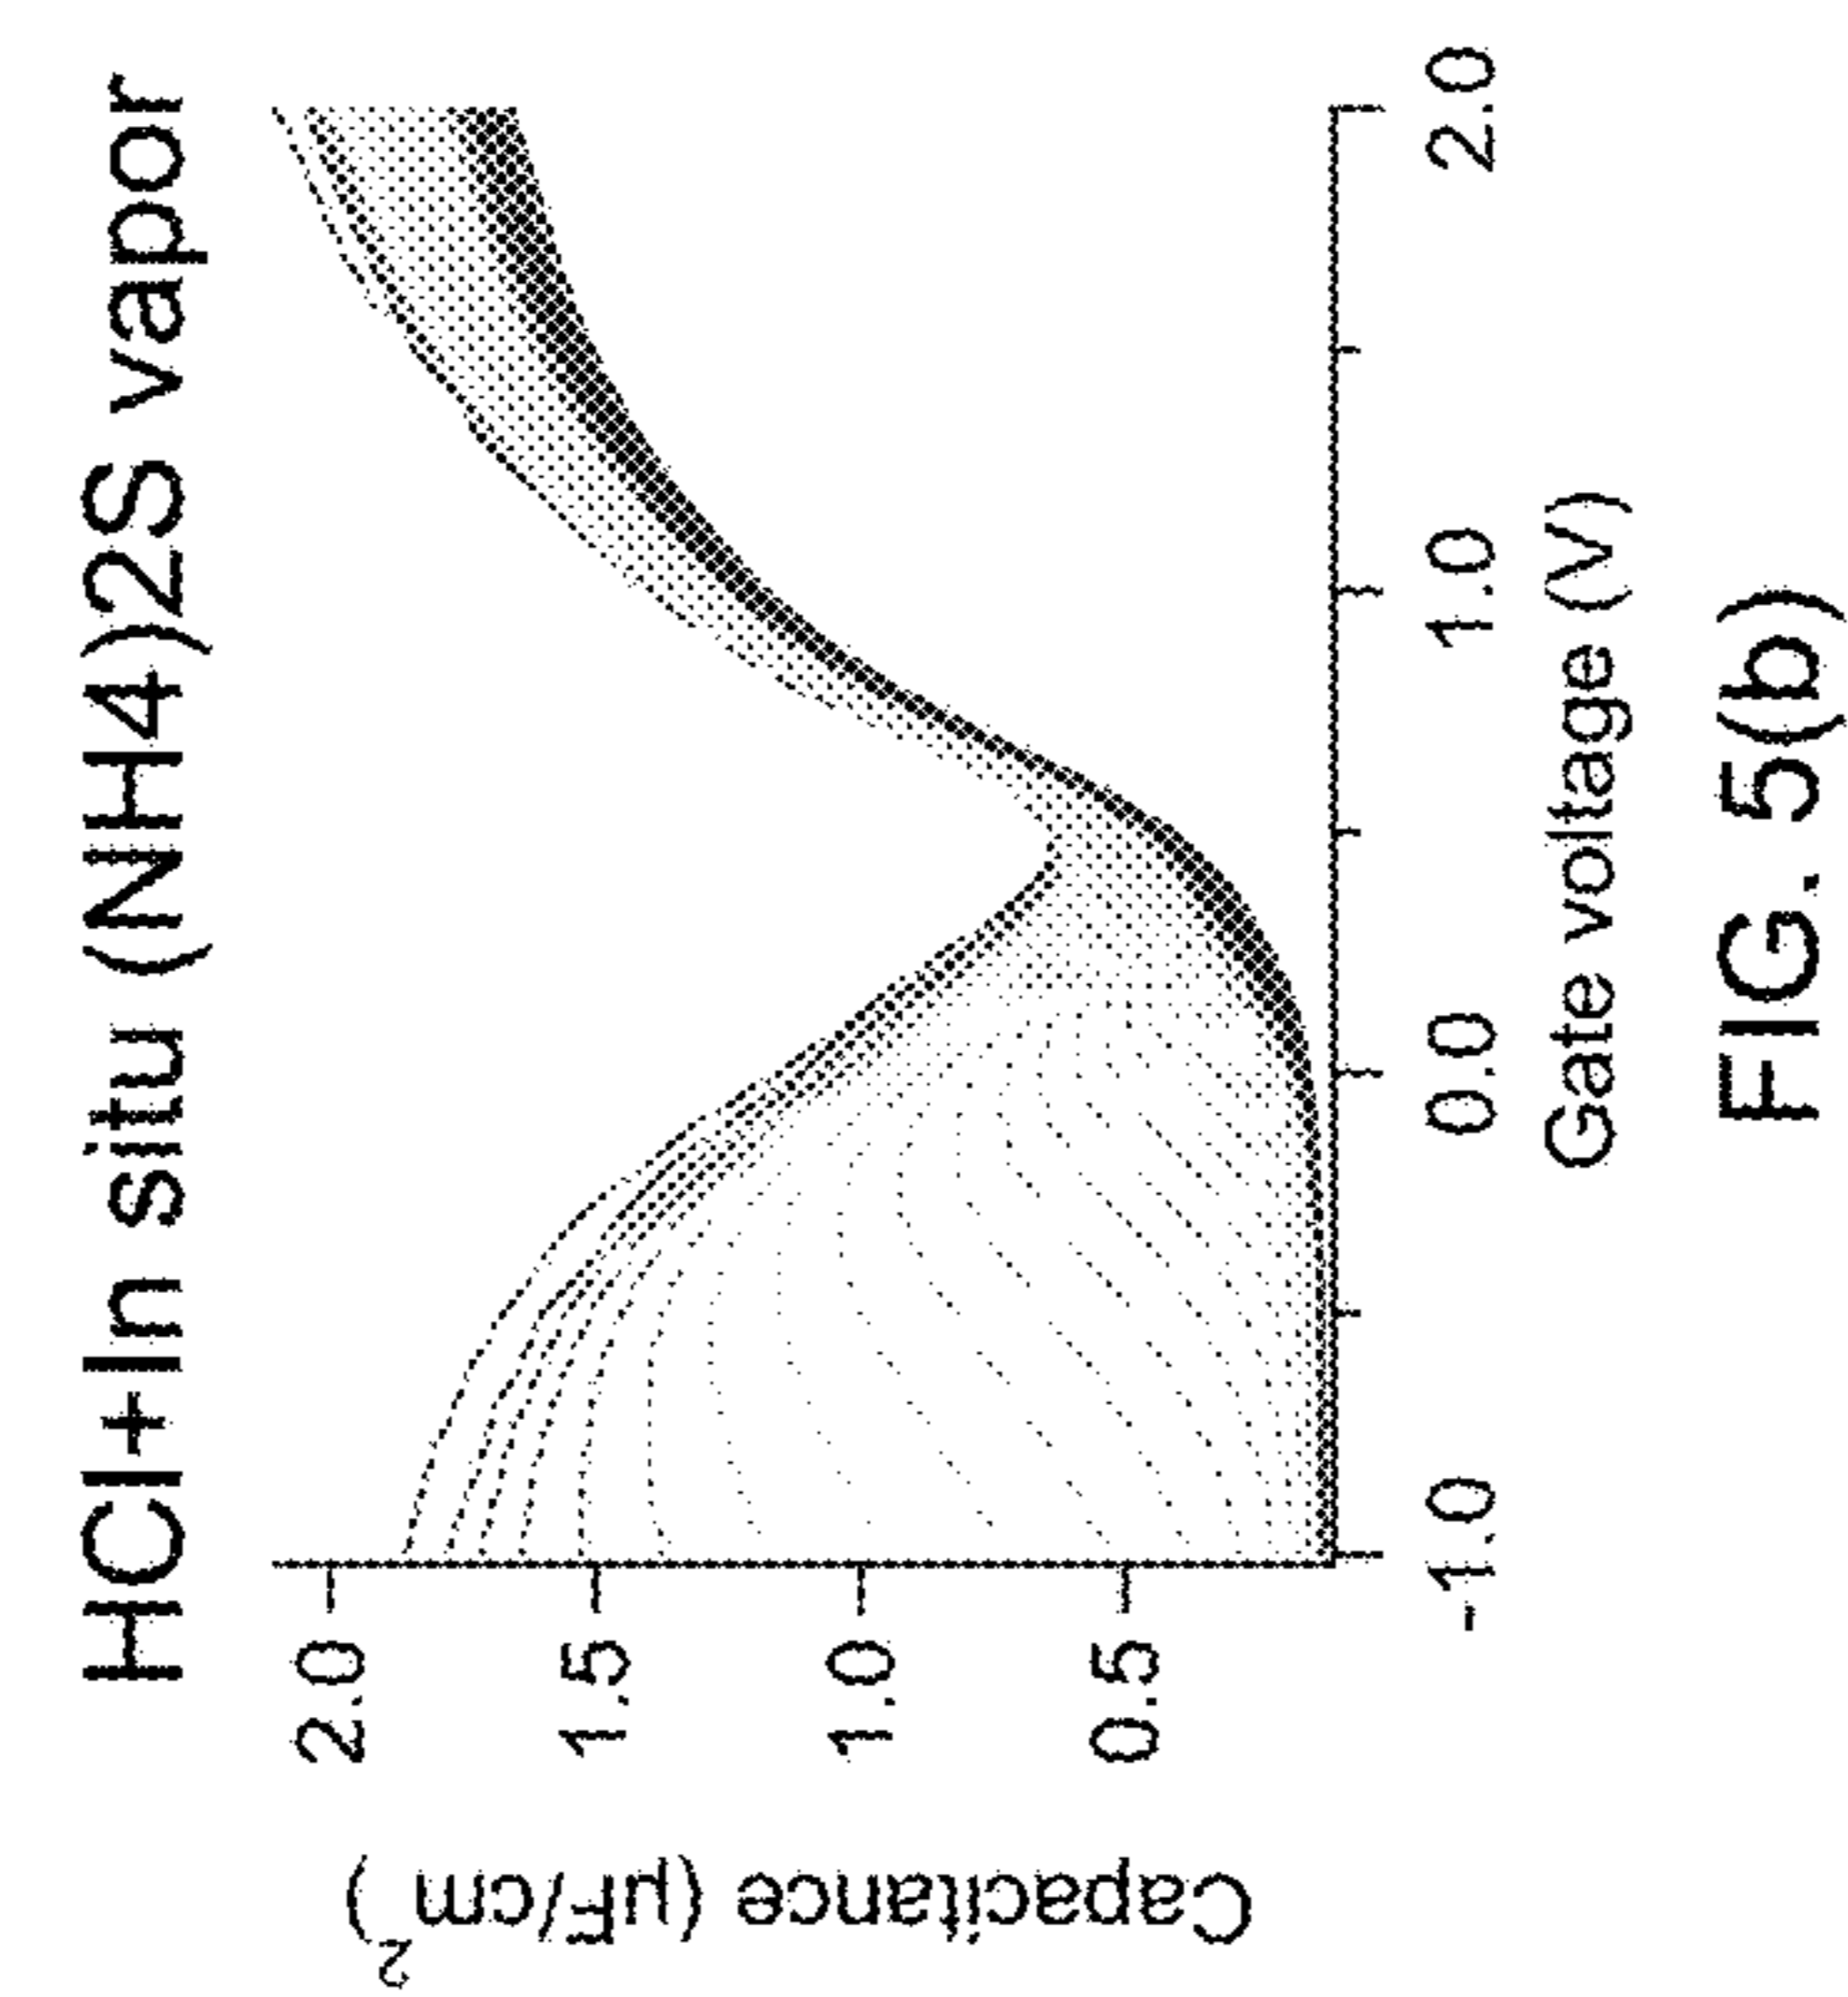 HCl+In situ (NH4)2S vapor
Capacitance (µF/cm²)
2.0
1.5
1.0
0.5
-1.0
0.0
1.0
2.0
Gate voltage (V)
FIG. 5(b)